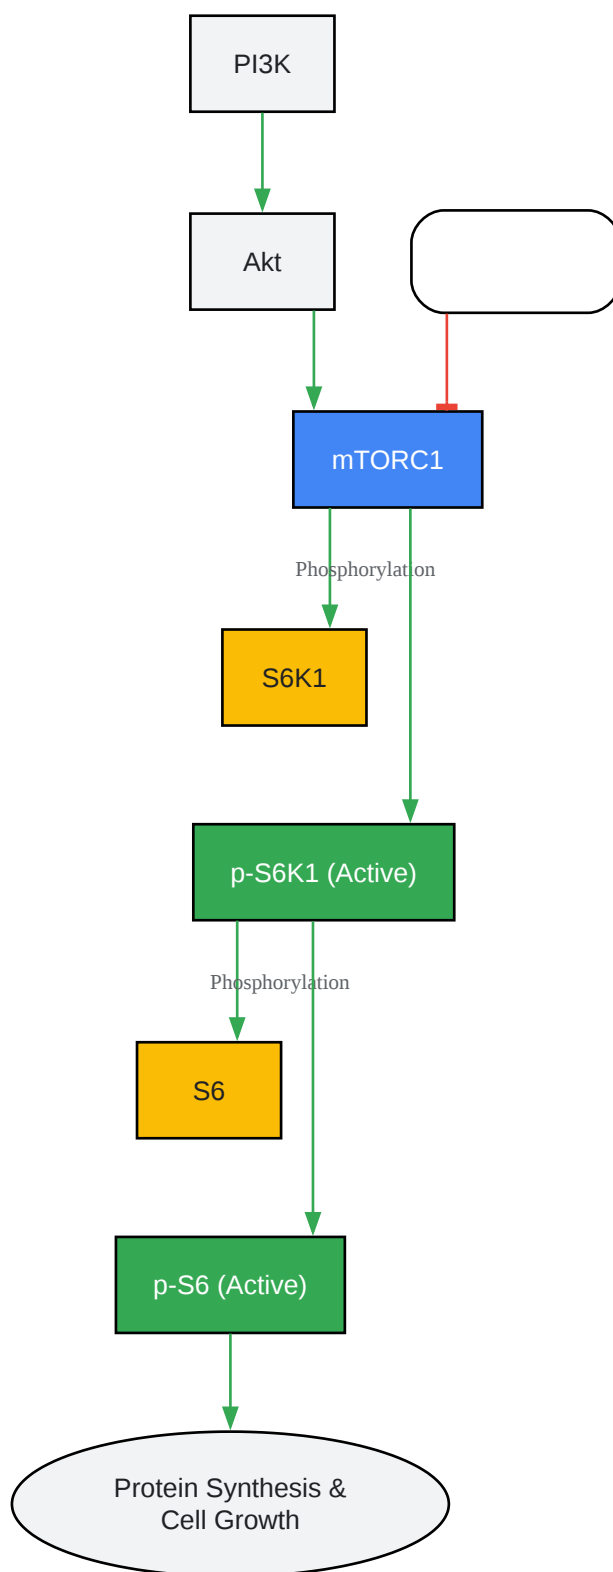 PI3K
Akt
mTORC1
Phosphorylation
S6K1
p-S6K1 (Active)
Phosphorylation
S6
p-S6 (Active)
Protein Synthesis &
Cell Growth